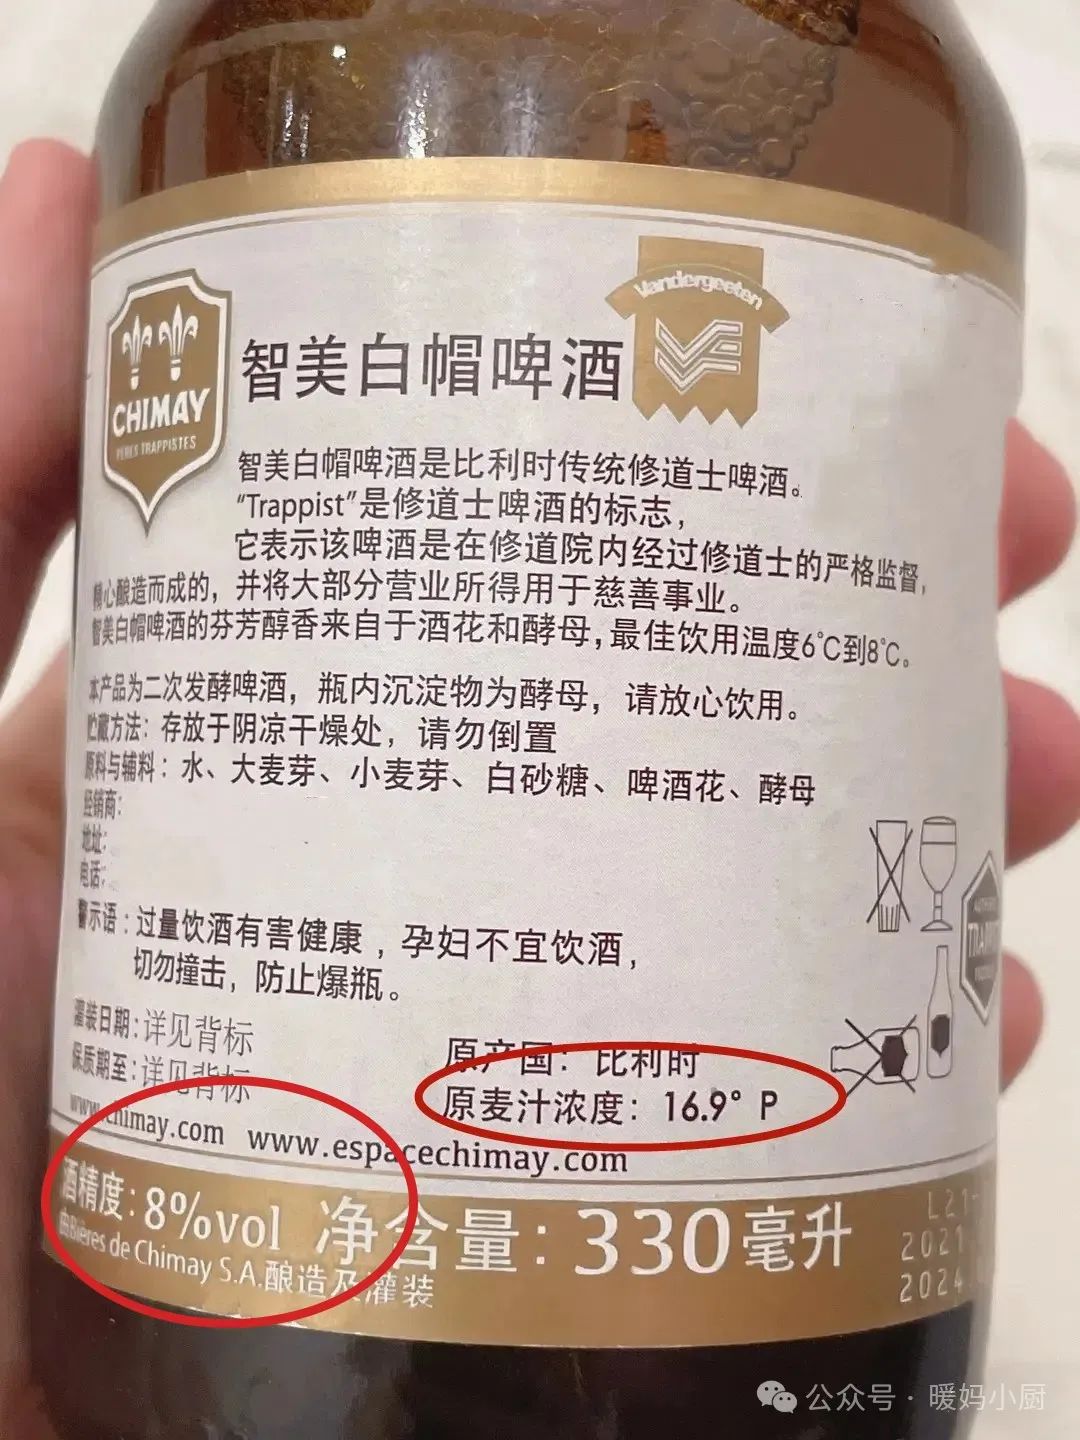 Vandergeeten
CHIMAY
PERES TRAPPISTES
智美白帽啤酒
智美白帽啤酒是比利时传统修道士啤酒。
“Trappist”是修道士啤酒的标志，
它表示该啤酒是在修道院内经过修道士的严格监督，
精心酿造而成的，并将大部分营业所得用于慈善事业。
智美白帽啤酒的芬芳醇香来自于酒花和酵母，最佳饮用温度6℃到8℃。
本产品为二次发酵啤酒，瓶内沉淀物为酵母，请放心饮用。
贮藏方法：存放于阴凉干燥处，请勿倒置
原料与辅料：水、大麦芽、小麦芽、白砂糖、啤酒花、酵母
经销商：
地址：
电话：
警示语：过量饮酒有害健康，孕妇不宜饮酒，
切勿撞击，防止爆瓶。
灌装日期：详见背标
保质期至：详见背标
原产国：比利时
原麦汁浓度：16.9° P
www.chimay.com www.espacechimay.com
酒精度：8%vol 净含量：330毫升
由Bières de Chimay S.A.酿造及灌装
L21-
2021
2024
公众号·暖妈小厨